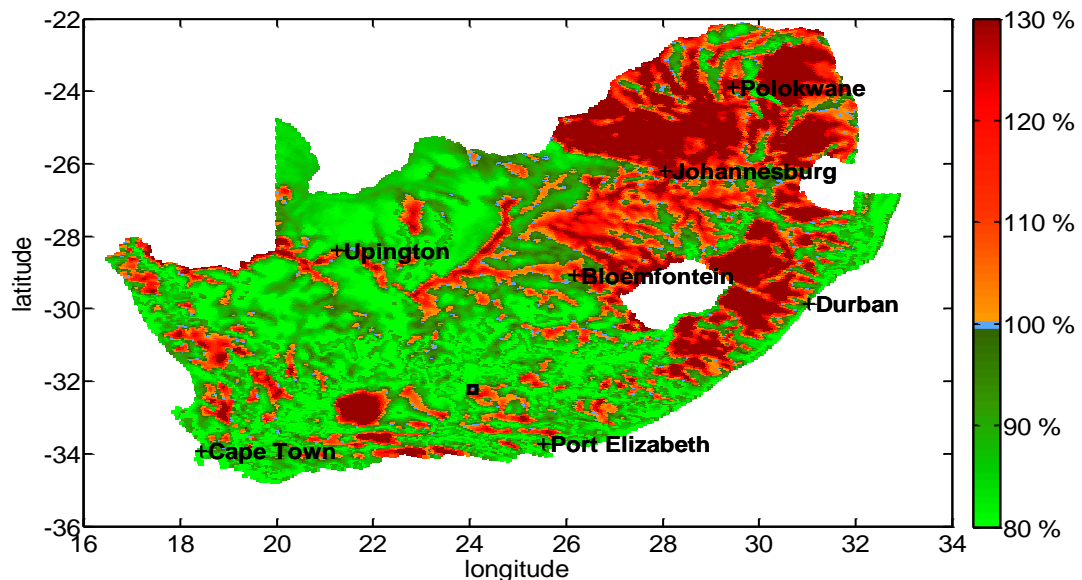 -22
-24
-26
-28
-30
-32
-34
-36
latitude
16 18 20 22 24 26 28 30 32 34
longitude
+Polokwane
+Johannesburg
+Upington
+Bloemfontein
+Durban
+Port Elizabeth
+Cape Town
130 %
120 %
110 %
100 %
90 %
80 %